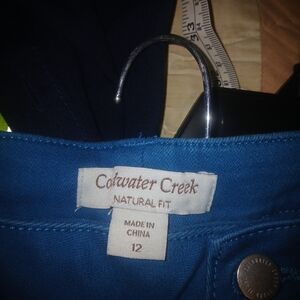 Coldwater Creek
NATURAL FIT
MADE IN
CHINA
12